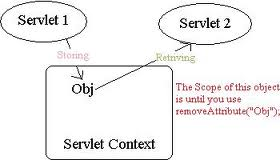 Servlet 1
Servlet 2
Storing
Retriving
Obj
The Scope of this object
is until you use
removeAttribute("Obj");
Servlet Context